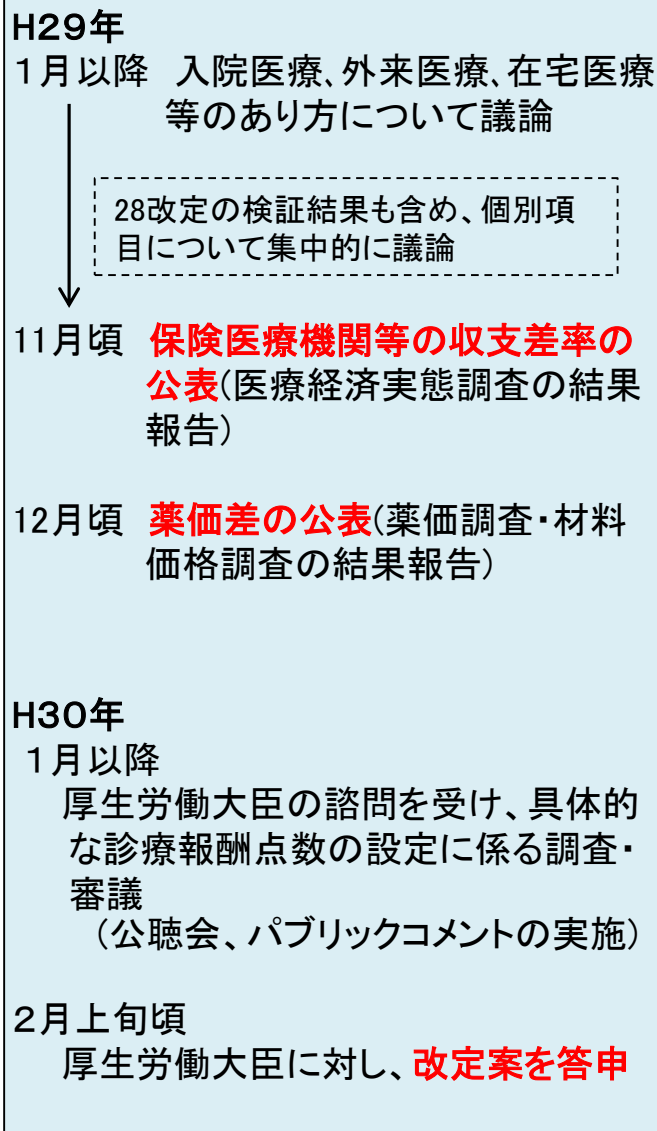 H29年
１月以降　入院医療、外来医療、在宅医療
等のあり方について議論
28改定の検証結果も含め、個別項
目について集中的に議論
11月頃　保険医療機関等の収支差率の
公表(医療経済実態調査の結果
報告)
12月頃　薬価差の公表(薬価調査・材料
価格調査の結果報告)
H30年
１月以降
厚生労働大臣の諮問を受け、具体的
な診療報酬点数の設定に係る調査・
審議
（公聴会、パブリックコメントの実施）
２月上旬頃
厚生労働大臣に対し、改定案を答申